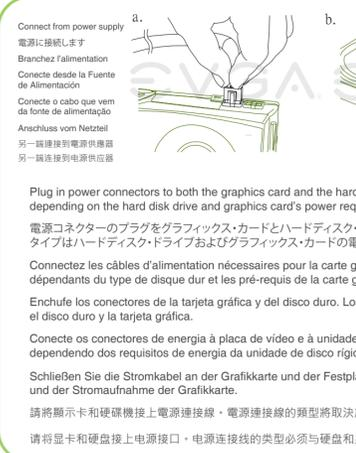 a.
b.
Connect from power supply
電源に接続します
Branchez l'alimentation
Conecte desde la Fuente
de Alimentación
Conecte o cabo que vem
da fonte de alimentação
Anschluss vom Netzteil
另一端連接到電源供應器
另一端连接到电源供应器
EVGA
Plug in power connectors to both the graphics card and the hard
depending on the hard disk drive and graphics card's power req
電源コネクターのプラグをグラフィックス・カードとハードディスク・
タイプはハードディスク・ドライブおよびグラフィックス・カードの電
Connectez les câbles d'alimentation nécessaires pour la carte g
dépendants du type de disque dur et les pré-requis de la carte g
Enchufe los conectores de la tarjeta gráfica y del disco duro. Lo
el disco duro y la tarjeta gráfica.
Conecte os conectores de energia à placa de vídeo e à unidade
dependendo dos requisitos de energia da unidade de disco rígid
Schließen Sie die Stromkabel an der Grafikkarte und der Festpla
und der Stromaufnahme der Grafikkarte.
請將顯示卡和硬碟機接上電源連接線。電源連接線的類型將取決
请将显卡和硬盘接上电源接口。电源连接线的类型必须与硬盘和